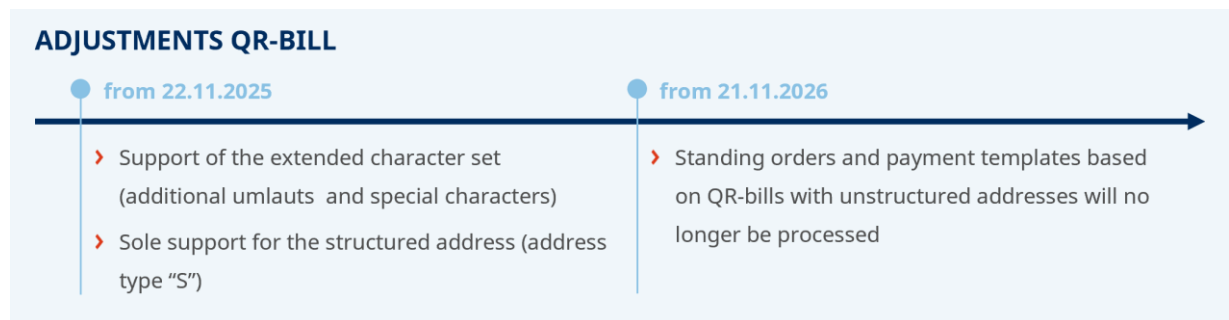 ADJUSTMENTS QR-BILL
from 22.11.2025
Support of the extended character set
(additional umlauts and special characters)
Sole support for the structured address (address
type “S”)
from 21.11.2026
Standing orders and payment templates based
on QR-bills with unstructured addresses will no
longer be processed